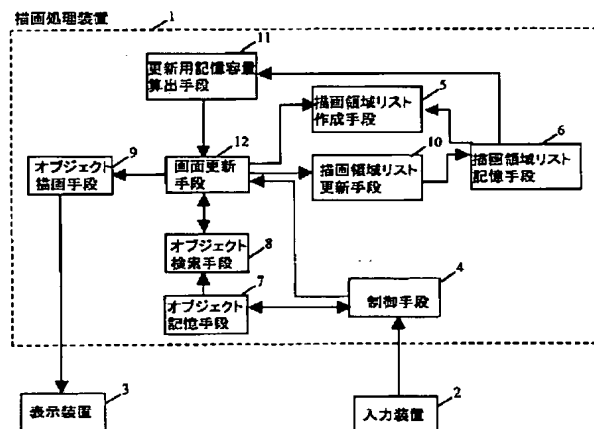 描画処理装置
1
11
更新用記憶容量
算出手段
5
描画領域リスト
作成手段
6
描画領域リスト
記憶手段
9
オブジェクト
描画手段
12
画面更新
手段
10
描画領域リスト
更新手段
8
オブジェクト
検索手段
7
オブジェクト
記憶手段
4
制御手段
3
表示装置
2
入力装置